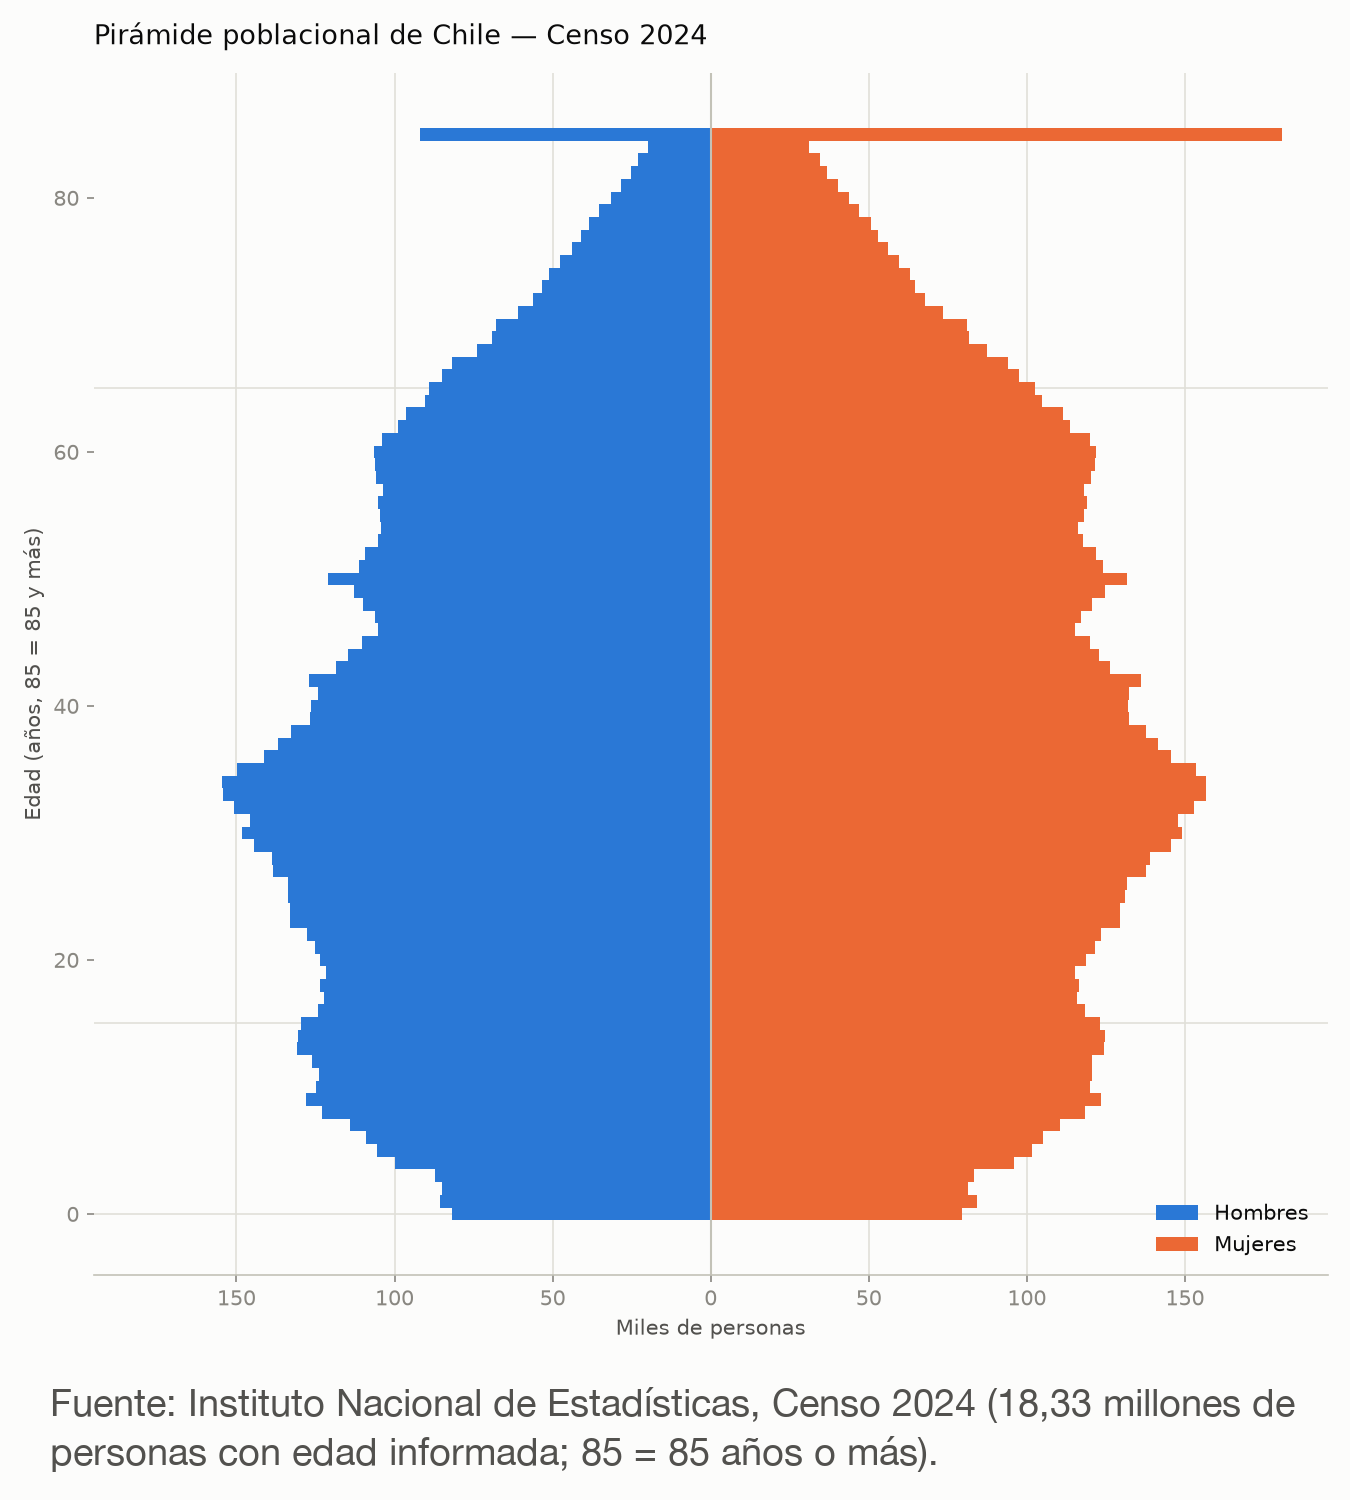 Pirámide poblacional de Chile — Censo 2024
80
60
40
20
0
Edad (años, 85 = 85 y más)
150
100
50
0
50
100
150
Miles de personas
Hombres
Mujeres
Fuente: Instituto Nacional de Estadísticas, Censo 2024 (18,33 millones de
personas con edad informada; 85 = 85 años o más).